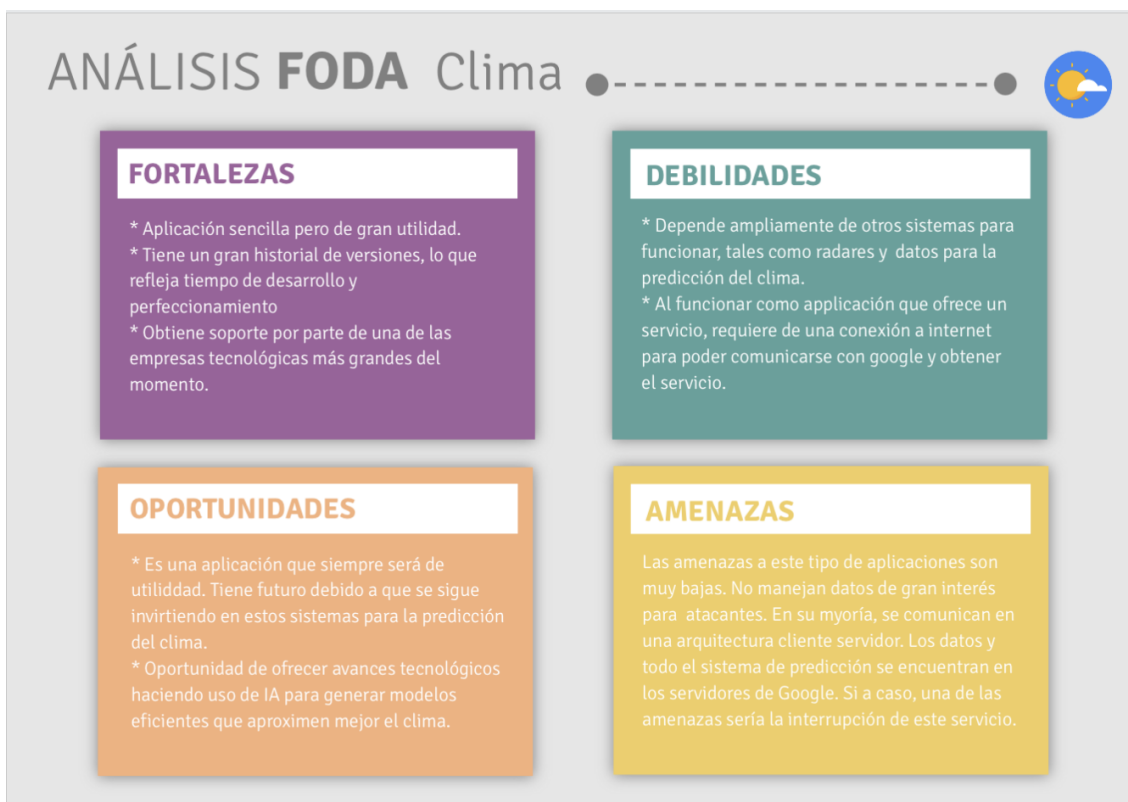 ANÁLISIS FODA Clima
FORTALEZAS
* Aplicación sencilla pero de gran utilidad.
* Tiene un gran historial de versiones, lo que
refleja tiempo de desarrollo y
perfeccionamiento
* Obtiene soporte por parte de una de las
empresas tecnológicas más grandes del
momento.
DEBILIDADES
* Depende ampliamente de otros sistemas para
funcionar, tales como radares y datos para la
predicción del clima.
* Al funcionar como applicación que ofrece un
servicio, requiere de una conexión a internet
para poder comunicarse con google y obtener
el servicio.
OPORTUNIDADES
* Es una aplicación que siempre será de
utiliddad. Tiene futuro debido a que se sigue
invirtiendo en estos sistemas para la predicción
del clima.
* Oportunidad de ofrecer avances tecnológicos
haciendo uso de IA para generar modelos
eficientes que aproximen mejor el clima.
AMENAZAS
Las amenazas a este tipo de aplicaciones son
muy bajas. No manejan datos de gran interés
para atacantes. En su myoría, se comunican en
una arquitectura cliente servidor. Los datos y
todo el sistema de predicción se encuentran en
los servidores de Google. Si a caso, una de las
amenazas sería la interrupción de este servicio.